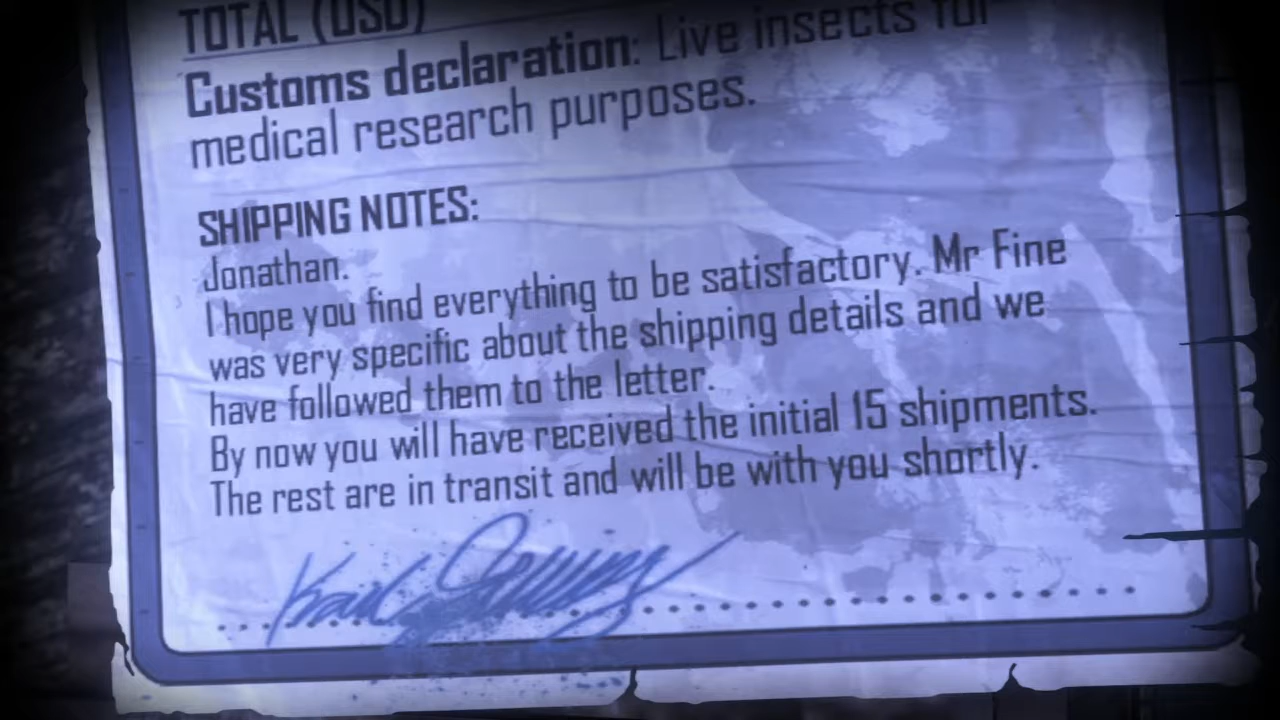 TOTAL (USD)
Customs declaration: Live insects for
medical research purposes.
SHIPPING NOTES:
Jonathan.
I hope you find everything to be satisfactory. Mr Fine
was very specific about the shipping details and we
have followed them to the letter.
By now you will have received the initial 15 shipments.
The rest are in transit and will be with you shortly.